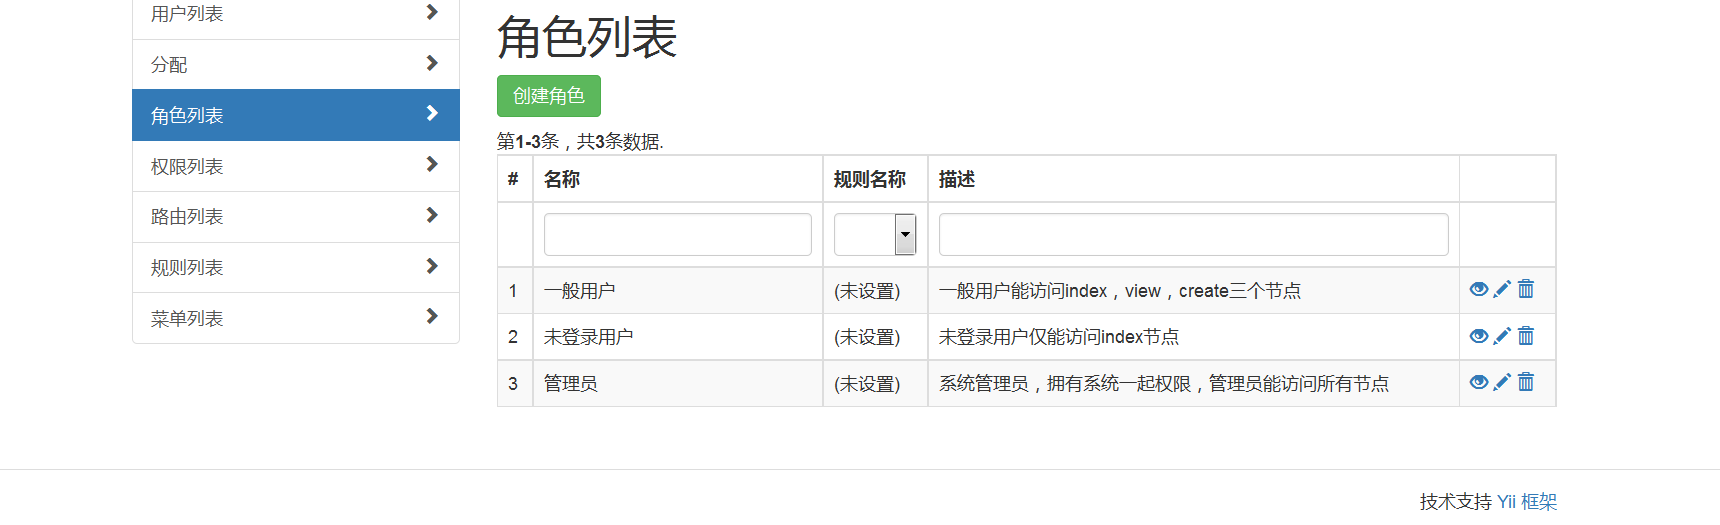 用户列表
分配
角色列表
权限列表
路由列表
规则列表
菜单列表
角色列表
创建角色
第1-3条，共3条数据.
# 名称 规则名称 描述
1 一般用户 (未设置) 一般用户能访问index，view，create三个节点
2 未登录用户 (未设置) 未登录用户仅能访问index节点
3 管理员 (未设置) 系统管理员，拥有系统一起权限，管理员能访问所有节点
技术支持 Yii 框架